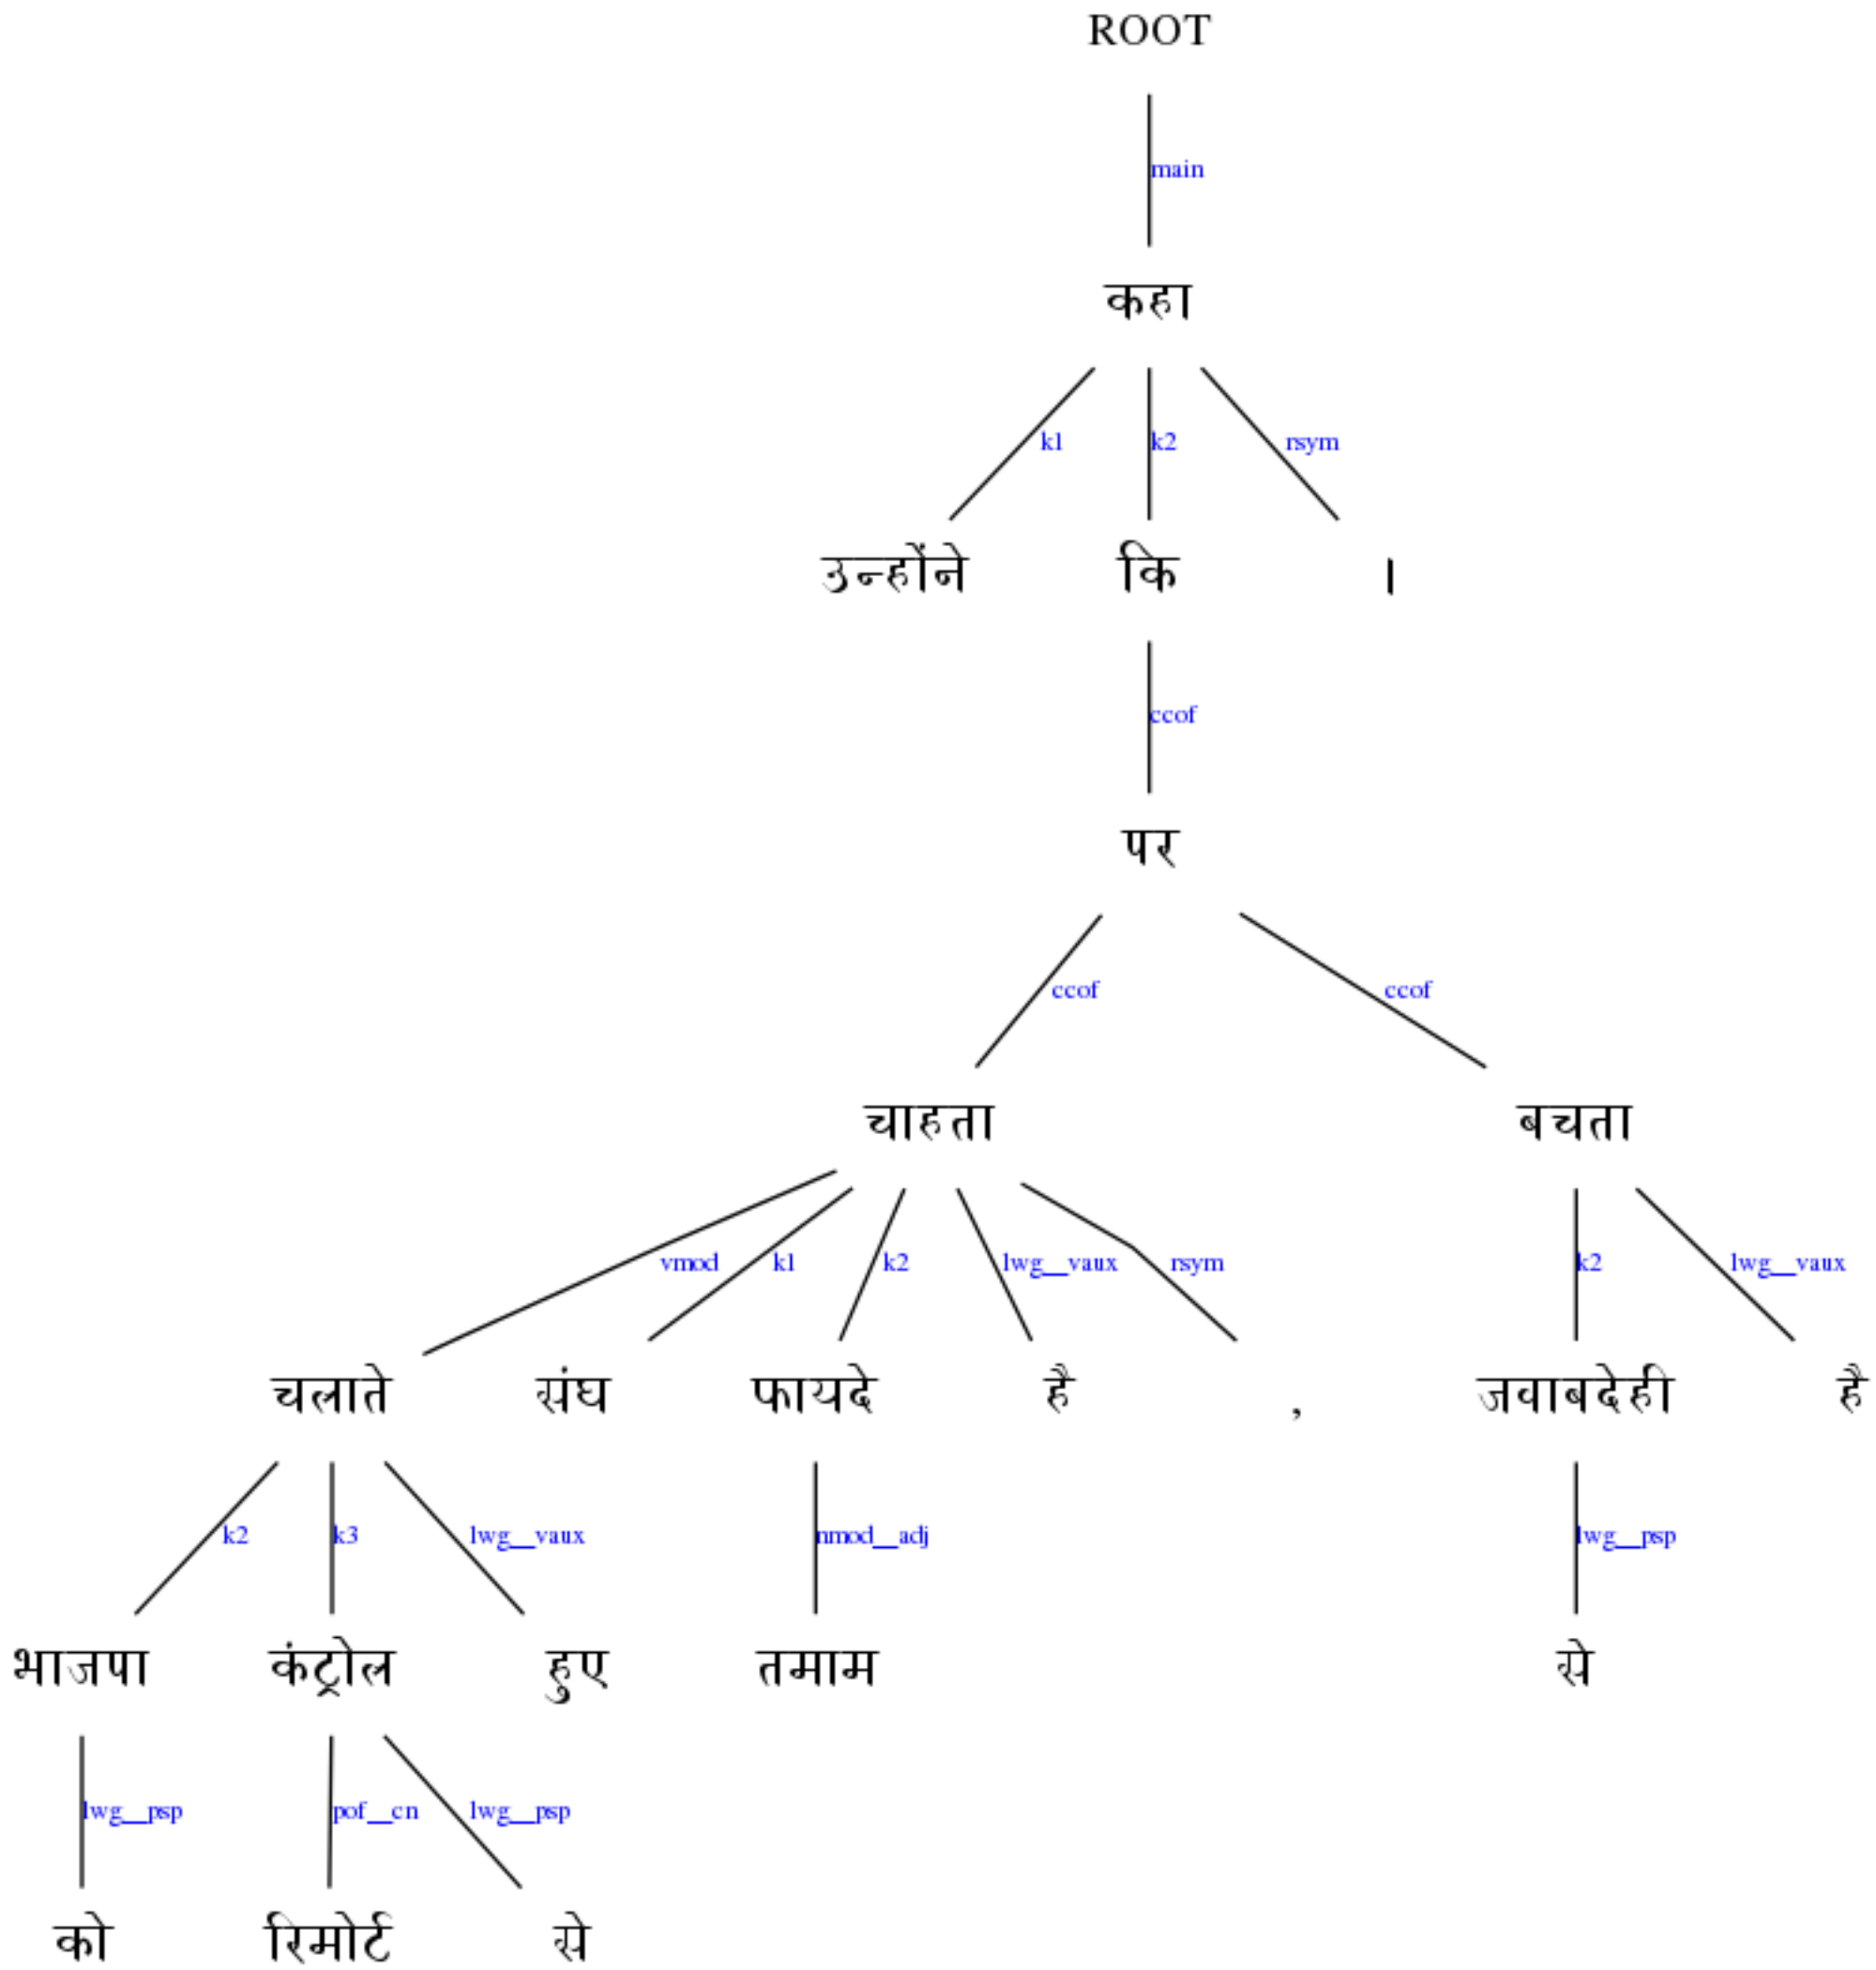 ROOT
main
कहा
k1 k2 rsym
उन्होंने कि ।
ccof
पर
ccof ccof
चाहता बचता
vmod k1 k2 lwg__vaux rsym k2 lwg__vaux
चलाते संघ फायदे है , जवाबदेही है
k2 k3 lwg__vaux nmod__adj lwg__psp
भाजपा कंट्रोल हुए तमाम से
lwg__psp pof__cn lwg__psp
को रिमोर्ट से